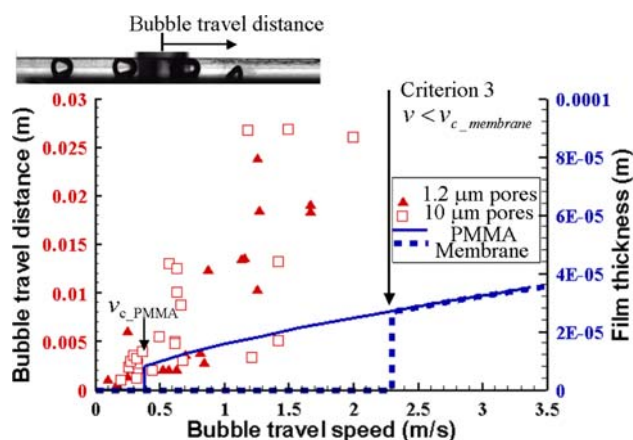 Bubble travel distance
Criterion 3
v < v c_membrane
1.2 μm pores
10 μm pores
PMMA
Membrane
v c_PMMA
Bubble travel distance (m)
0.03
0.025
0.02
0.015
0.01
0.005
0
Film thickness (m)
0.0001
8E-05
6E-05
4E-05
2E-05
0
0 0.5 1 1.5 2 2.5 3 3.5
Bubble travel speed (m/s)